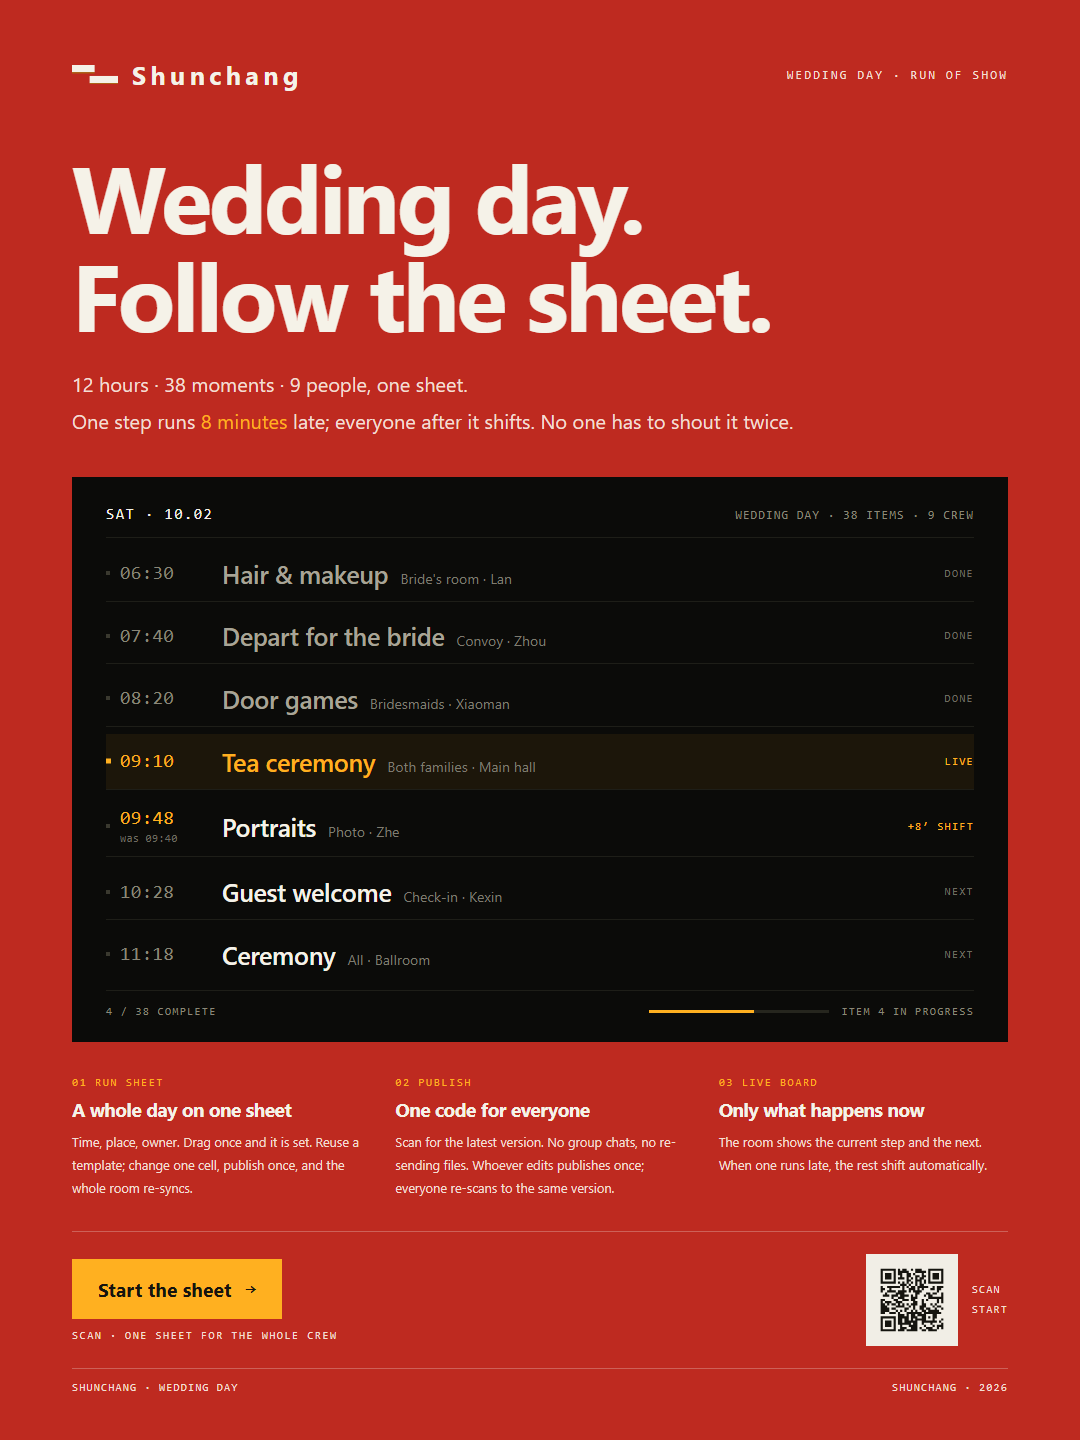 Shunchang
WEDDING DAY · RUN OF SHOW
Wedding day.
Follow the sheet.
12 hours · 38 moments · 9 people, one sheet.
One step runs 8 minutes late; everyone after it shifts. No one has to shout it twice.
SAT · 10.02
WEDDING DAY · 38 ITEMS · 9 CREW
06:30 Hair & makeup Bride's room · Lan DONE
07:40 Depart for the bride Convoy · Zhou DONE
08:20 Door games Bridesmaids · Xiaoman DONE
09:10 Tea ceremony Both families · Main hall LIVE
09:48 Portraits Photo · Zhe +8′ SHIFT
was 09:40
10:28 Guest welcome Check-in · Kexin NEXT
11:18 Ceremony All · Ballroom NEXT
4 / 38 COMPLETE
ITEM 4 IN PROGRESS
01 RUN SHEET
A whole day on one sheet
Time, place, owner. Drag once and it is set. Reuse a
template; change one cell, publish once, and the
whole room re-syncs.
02 PUBLISH
One code for everyone
Scan for the latest version. No group chats, no re-
sending files. Whoever edits publishes once;
everyone re-scans to the same version.
03 LIVE BOARD
Only what happens now
The room shows the current step and the next.
When one runs late, the rest shift automatically.
Start the sheet →
SCAN · ONE SHEET FOR THE WHOLE CREW
SCAN
START
SHUNCHANG · WEDDING DAY
SHUNCHANG · 2026